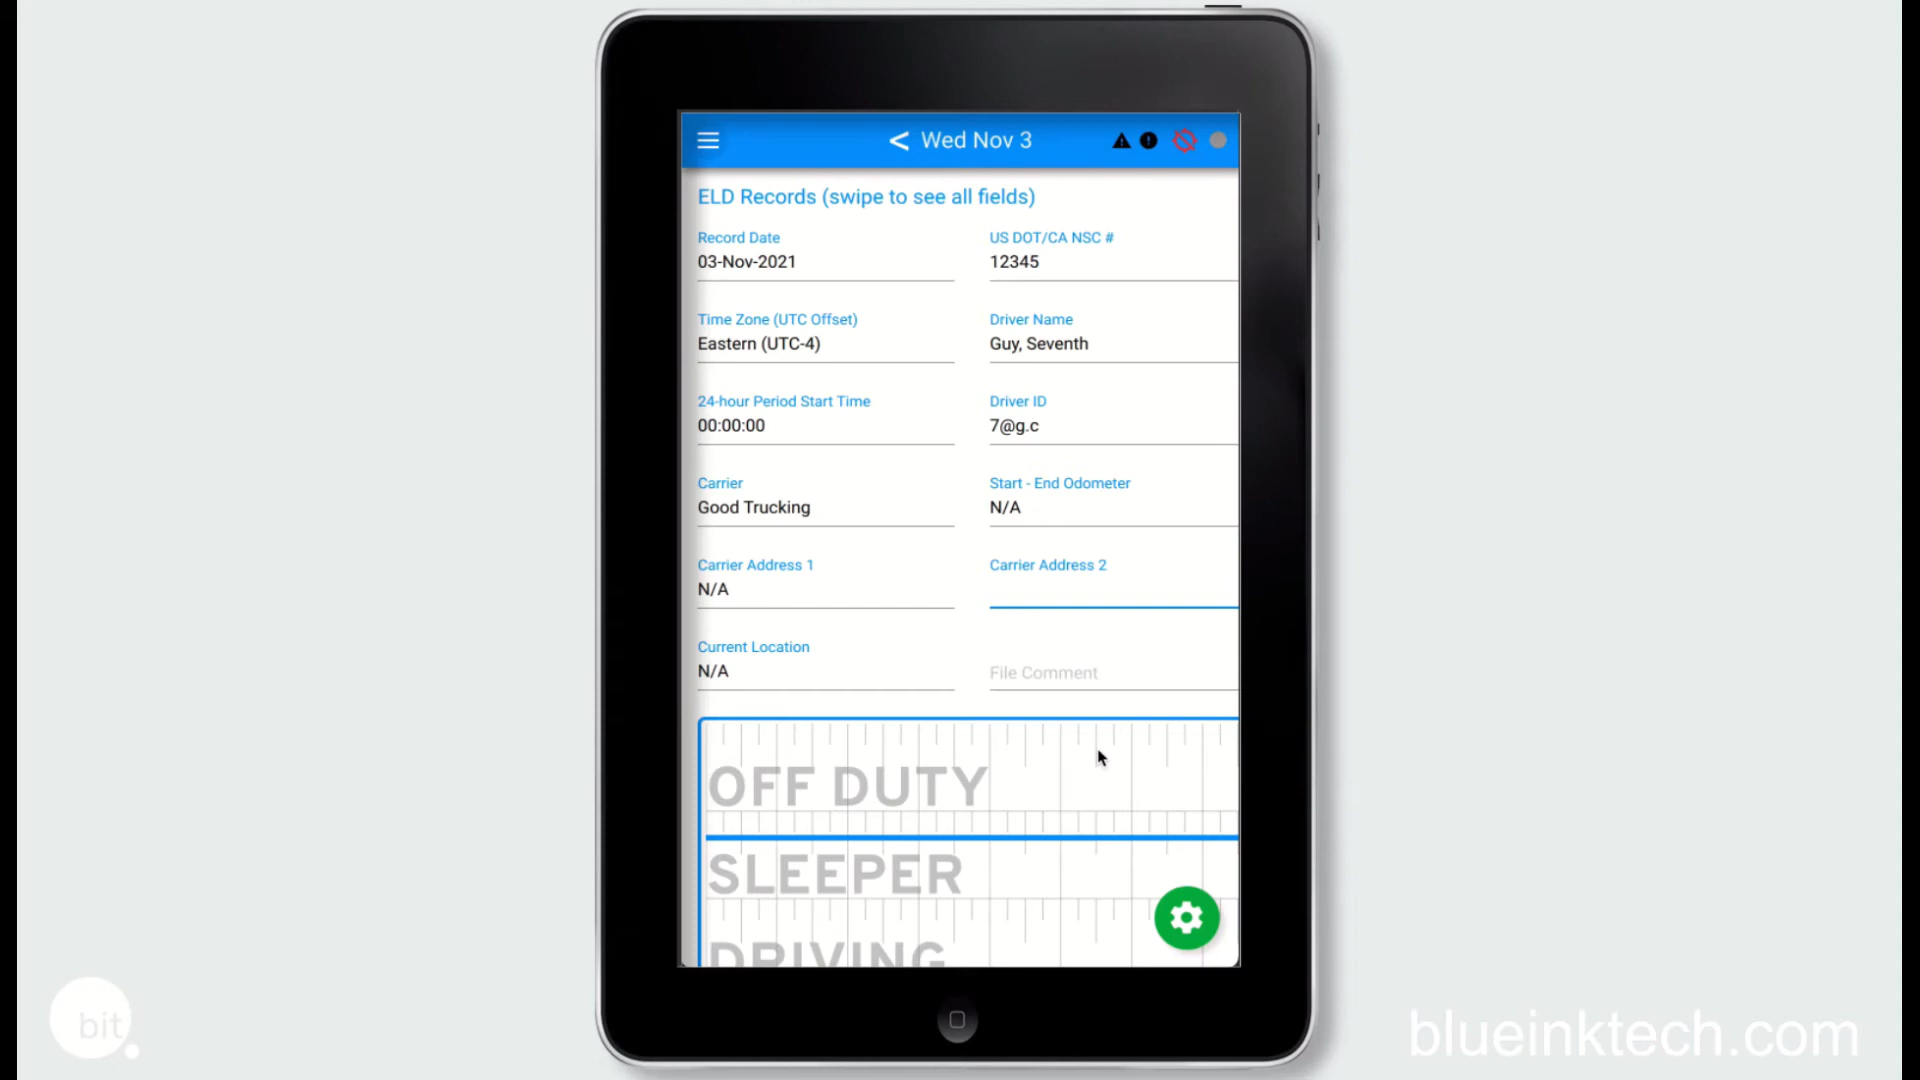 Wed Nov 3
ELD Records (swipe to see all fields)
Record Date
03-Nov-2021
US DOT/CA NSC #
12345
Time Zone (UTC Offset)
Eastern (UTC-4)
Driver Name
Guy, Seventh
24-hour Period Start Time
00:00:00
Driver ID
7@g.c
Carrier
Good Trucking
Start - End Odometer
N/A
Carrier Address 1
N/A
Carrier Address 2
Current Location
N/A
File Comment
OFF DUTY
SLEEPER
DRIVING
bit
blueinktech.com